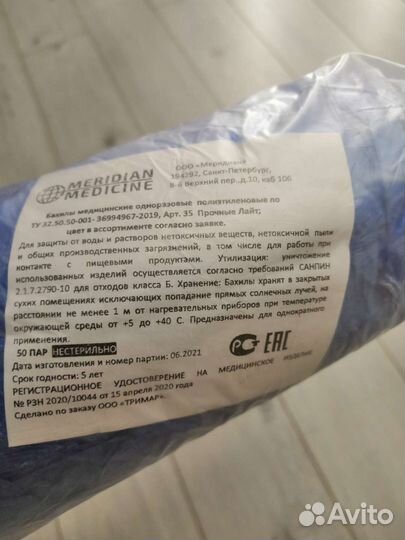 MERIDIAN
MEDICINE
ООО «Меридиан»
194292, Санкт-Петербург,
8-й Верхний пер.,д.10, каб 106
Бахилы медицинские одноразовые полиэтиленовые по
ТУ 32.50.50-001- 36994967-2019, Арт. 35 Прочные Лайт;
цвет в ассортименте согласно заявке.
Для защиты от воды и растворов нетоксичных веществ, нетоксичной пыли
и общих производственных загрязнений, в том числе для работы при
контакте с пищевыми продуктами. Утилизация: уничтожение
использованных изделий осуществляется согласно требований САНПИН
2.1.7.2790-10 для отходов класса Б. Хранение: Бахилы хранят в закрытых
сухих помещениях исключающих попадание прямых солнечных лучей, на
расстоянии не менее 1 м от нагревательных приборов при температуре
окружающей среды от +5 до +40 С. Предназначены для однократного
применения.
50 ПАР НЕСТЕРИЛЬНО
Дата изготовления и номер партии: 06.2021
Срок годности: 5 лет
РЕГИСТРАЦИОННОЕ УДОСТОВЕРЕНИЕ НА МЕДИЦИНСКОЕ ИЗДЕЛИЕ
№ РЗН 2020/10044 от 15 апреля 2020 года
Сделано по заказу ООО «ТРИМАР».
РСТ EAC
Avito